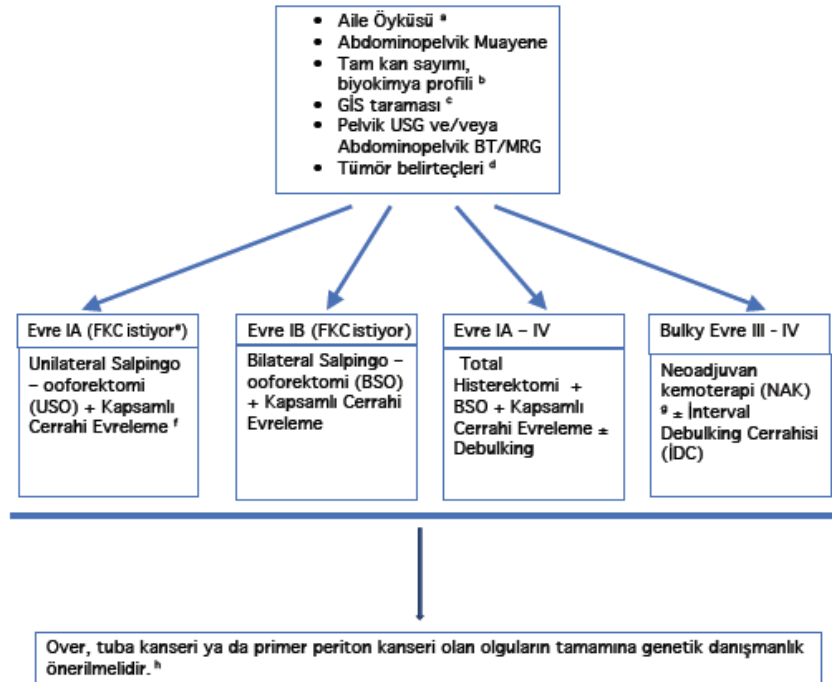 • Aile Öyküsü ᵃ
• Abdominopelvik Muayene
• Tam kan sayımı,
biyokimya profili ᵇ
• GİS taraması ᶜ
• Pelvik USG ve/veya
Abdominopelvik BT/MRG
• Tümör belirteçleri ᵈ
Evre IA (FKC istiyorᵉ)
Unilateral Salpingo
– ooforektomi
(USO) + Kapsamlı
Cerrahi Evreleme ᶠ
Evre IB (FKC istiyor)
Bilateral Salpingo –
ooforektomi (BSO)
+ Kapsamlı Cerrahi
Evreleme
Evre IA – IV
Total
Histerektomi +
BSO + Kapsamlı
Cerrahi Evreleme ±
Debulking
Bulky Evre III - IV
Neoadjuvan
kemoterapi (NAK)
ᵍ ± İnterval
Debulking Cerrahisi
(İDC)
Over, tuba kanseri ya da primer periton kanseri olan olguların tamamına genetik danışmanlık
önerilmelidir. ʰ